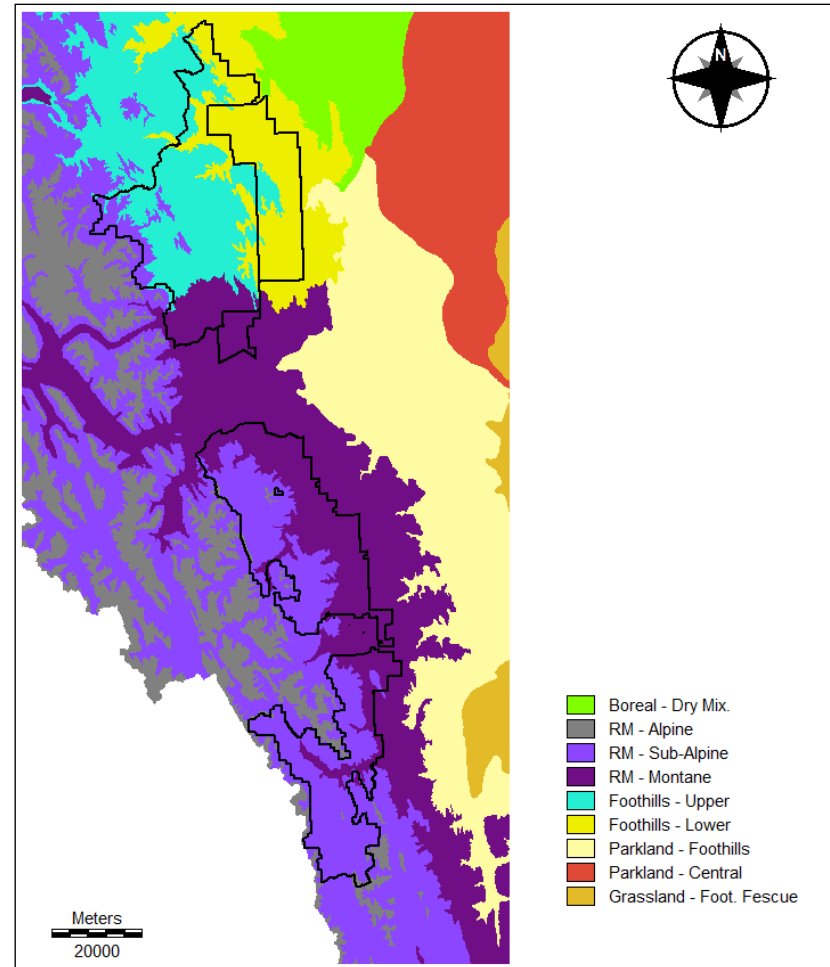 N
Boreal - Dry Mix.
RM - Alpine
RM - Sub-Alpine
RM - Montane
Foothills - Upper
Foothills - Lower
Parkland - Foothills
Parkland - Central
Grassland - Foot. Fescue
Meters
20000